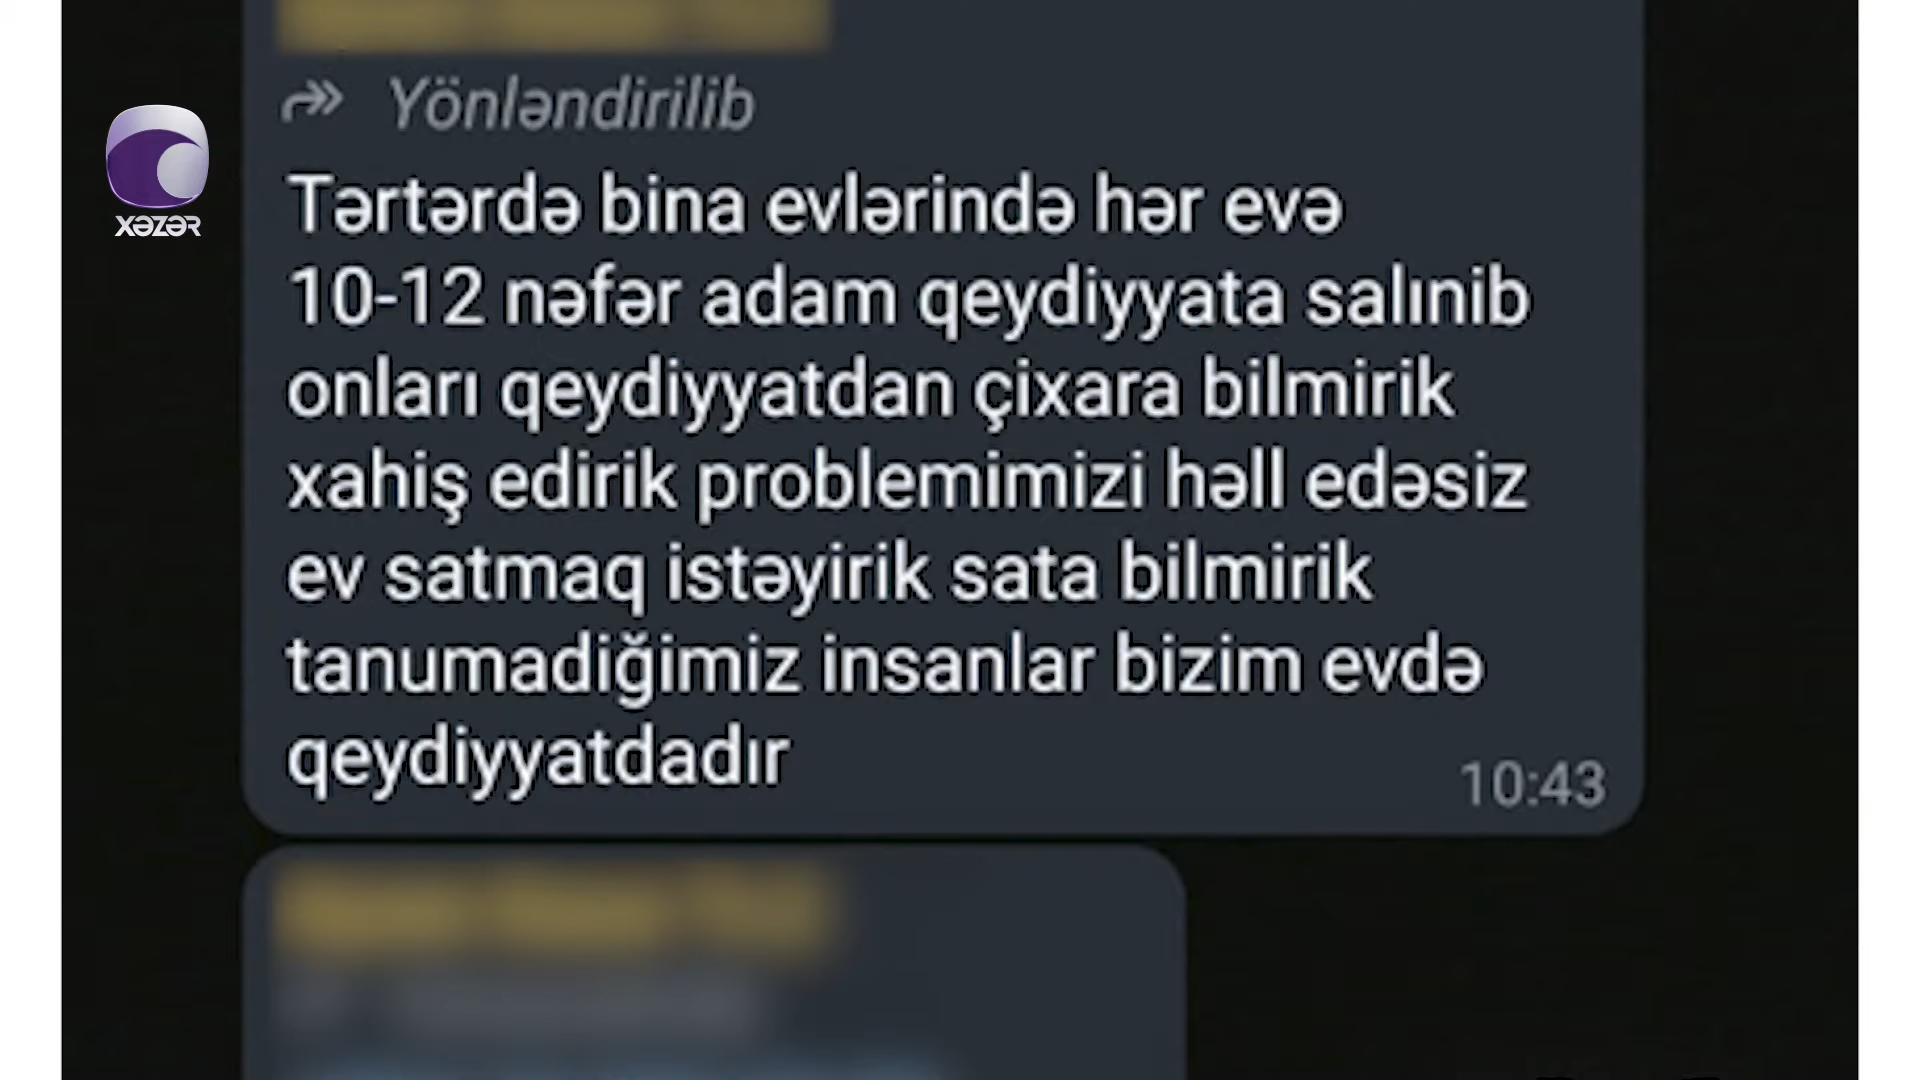 Yönləndirilib
XƏZƏR
Tərtərdə bina evlərində hər evə
10-12 nəfər adam qeydiyyata salınib
onları qeydiyyatdan çixara bilmirik
xahiş edirik problemimizi həll edəsiz
ev satmaq istəyirik sata bilmirik
tanumadiğimiz insanlar bizim evdə
qeydiyyatdadır
10:43